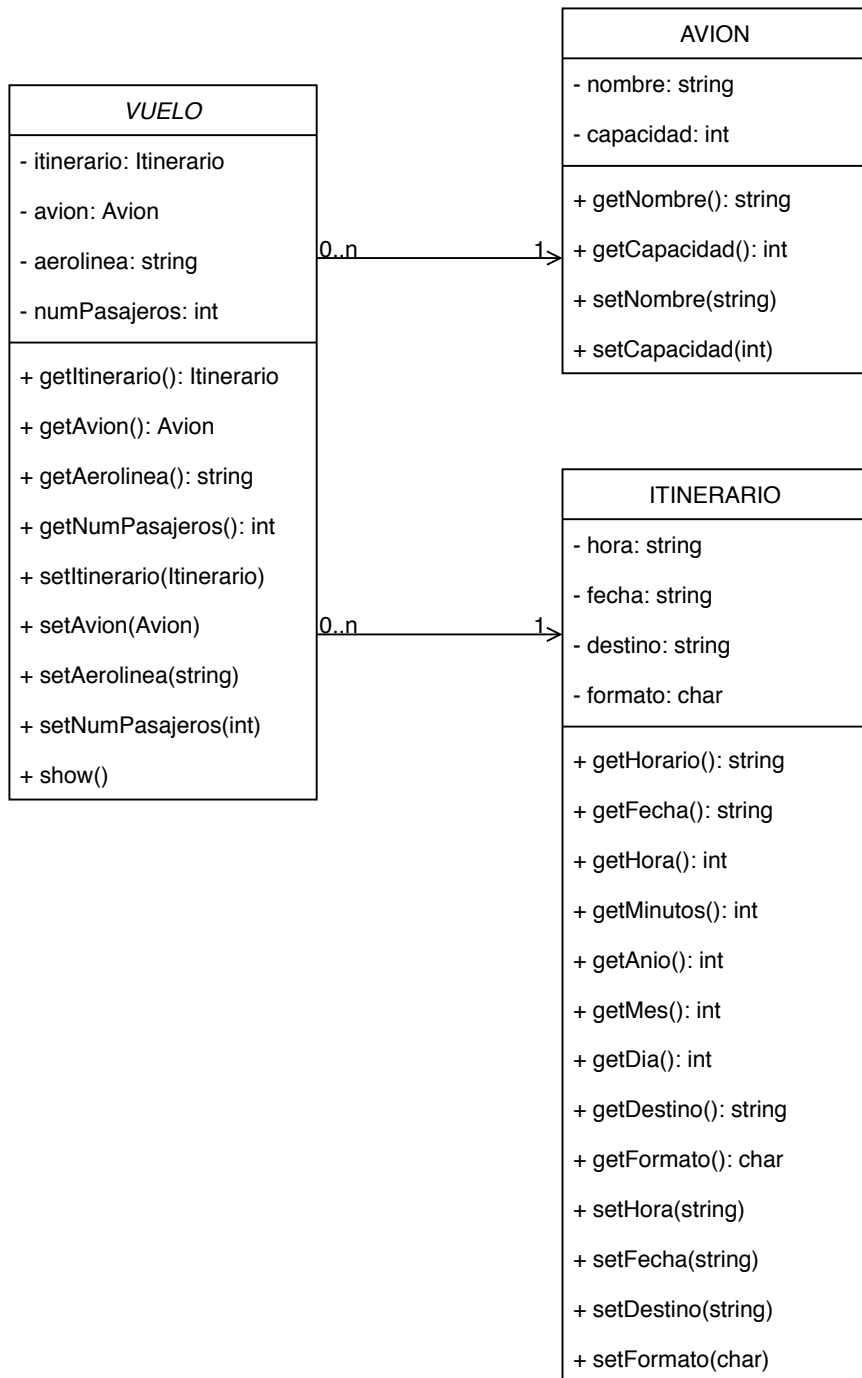 VUELO
- itinerario: Itinerario
- avion: Avion
- aerolinea: string
- numPasajeros: int
+ getItinerario(): Itinerario
+ getAvion(): Avion
+ getAerolinea(): string
+ getNumPasajeros(): int
+ setItinerario(Itinerario)
+ setAvion(Avion)
+ setAerolinea(string)
+ setNumPasajeros(int)
+ show()
0..n
1
0..n
1
AVION
- nombre: string
- capacidad: int
+ getNombre(): string
+ getCapacidad(): int
+ setNombre(string)
+ setCapacidad(int)
ITINERARIO
- hora: string
- fecha: string
- destino: string
- formato: char
+ getHorario(): string
+ getFecha(): string
+ getHora(): int
+ getMinutos(): int
+ getAnio(): int
+ getMes(): int
+ getDia(): int
+ getDestino(): string
+ getFormato(): char
+ setHora(string)
+ setFecha(string)
+ setDestino(string)
+ setFormato(char)